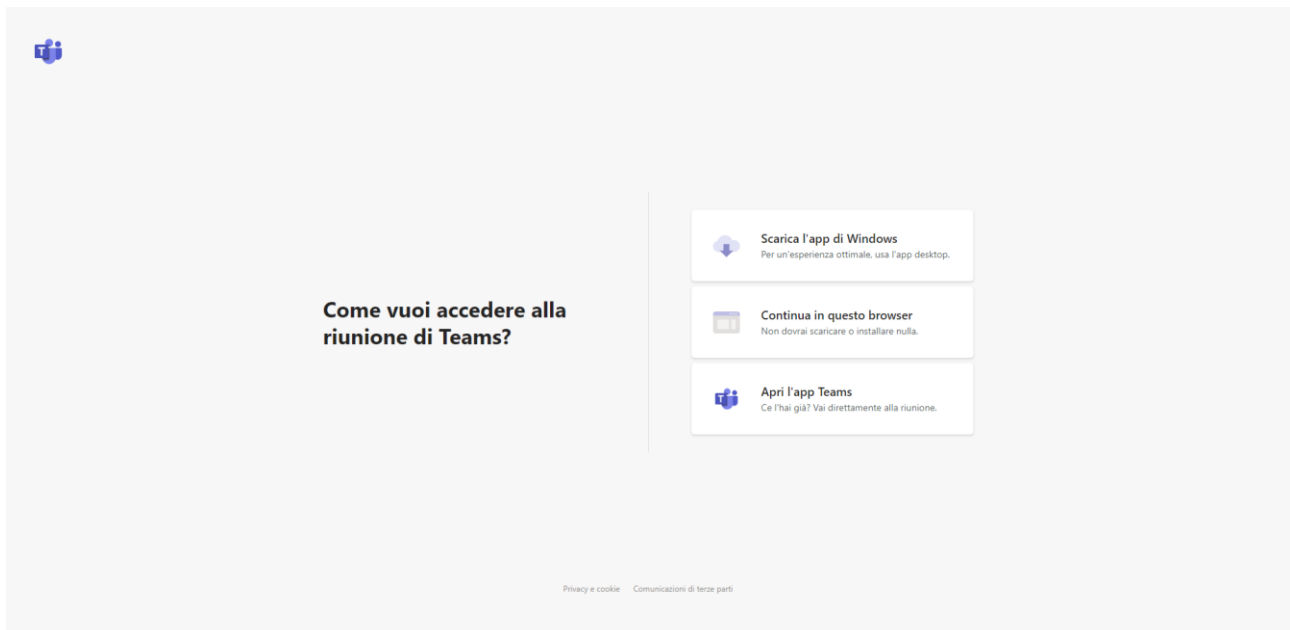 Come vuoi accedere alla
riunione di Teams?
Scarica l'app di Windows
Per un'esperienza ottimale, usa l'app desktop.
Continua in questo browser
Non dovrai scaricare o installare nulla.
Apri l'app Teams
Ce l'hai già? Vai direttamente alla riunione.
Privacy e cookie Comunicazioni di terze parti